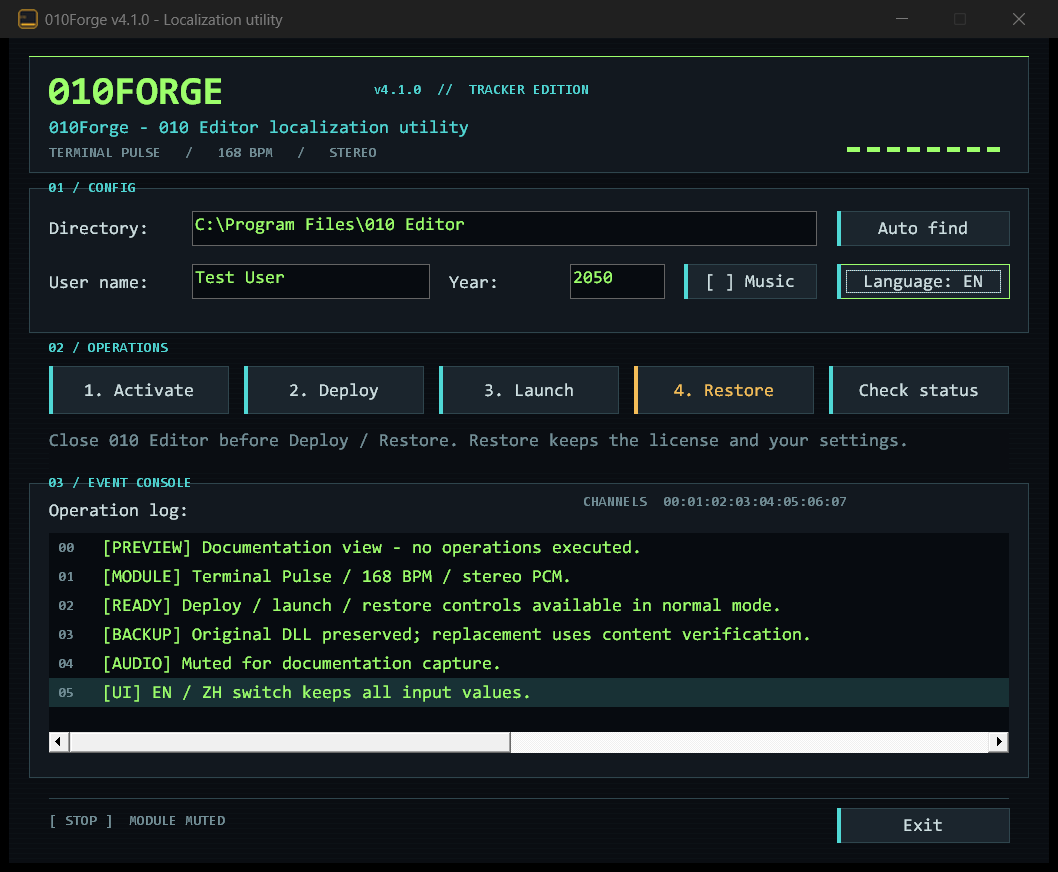 010Forge v4.1.0 - Localization utility
010FORGE
v4.1.0 // TRACKER EDITION
010Forge - 010 Editor localization utility
TERMINAL PULSE / 168 BPM / STEREO
01 / CONFIG
Directory: C:\Program Files\010 Editor Auto find
User name: Test User Year: 2050 [ ] Music Language: EN
02 / OPERATIONS
1. Activate 2. Deploy 3. Launch 4. Restore Check status
Close 010 Editor before Deploy / Restore. Restore keeps the license and your settings.
03 / EVENT CONSOLE
CHANNELS 00:01:02:03:04:05:06:07
Operation log:
00 [PREVIEW] Documentation view - no operations executed.
01 [MODULE] Terminal Pulse / 168 BPM / stereo PCM.
02 [READY] Deploy / launch / restore controls available in normal mode.
03 [BACKUP] Original DLL preserved; replacement uses content verification.
04 [AUDIO] Muted for documentation capture.
05 [UI] EN / ZH switch keeps all input values.
[ STOP ] MODULE MUTED
Exit